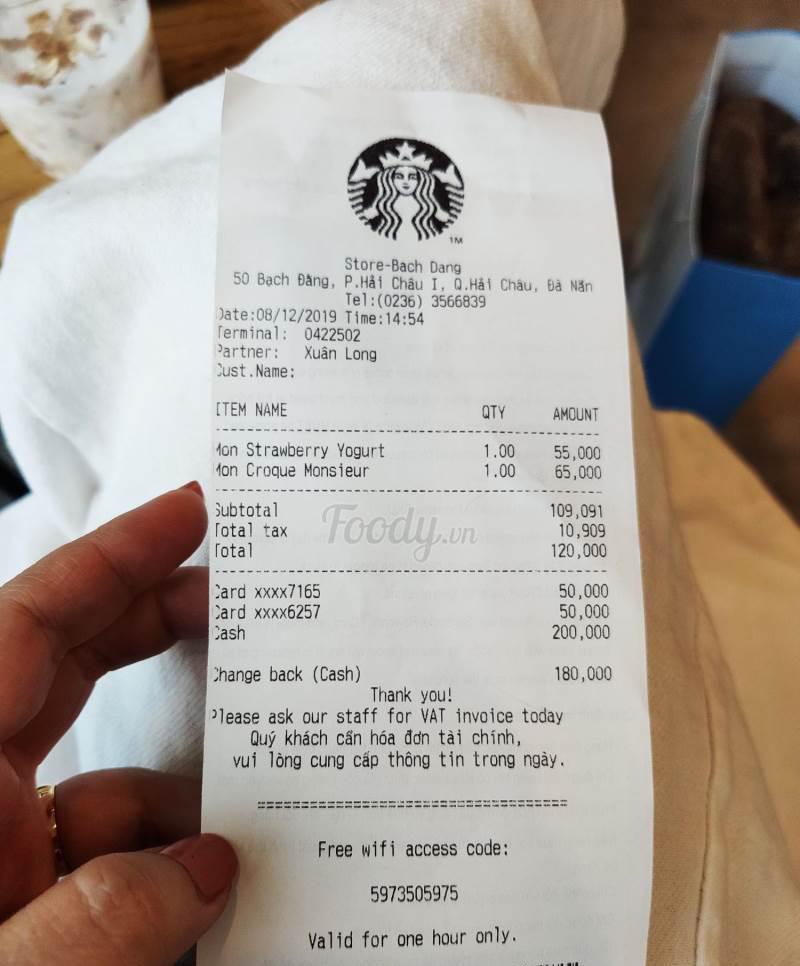 TM
Store-Bach Dang
50 Bạch Đằng, P.Hải Châu I, Q.Hải Châu, Đà Nẵn
Tel:(0236) 3566839
Date:08/12/2019 Time:14:54
Terminal: 0422502
Partner: Xuân Long
Cust.Name:
ITEM NAME QTY AMOUNT
Mon Strawberry Yogurt 1.00 55,000
Mon Croque Monsieur 1.00 65,000
Subtotal 109,091
Total tax 10,909
Total 120,000
Foody.vn
Card xxxx7165 50,000
Card xxxx6257 50,000
Cash 200,000
Change back (Cash) 180,000
Thank you!
Please ask our staff for VAT invoice today
Quý khách cần hóa đơn tài chính,
vui lòng cung cấp thông tin trong ngày.
===================================
Free wifi access code:
5973505975
Valid for one hour only.